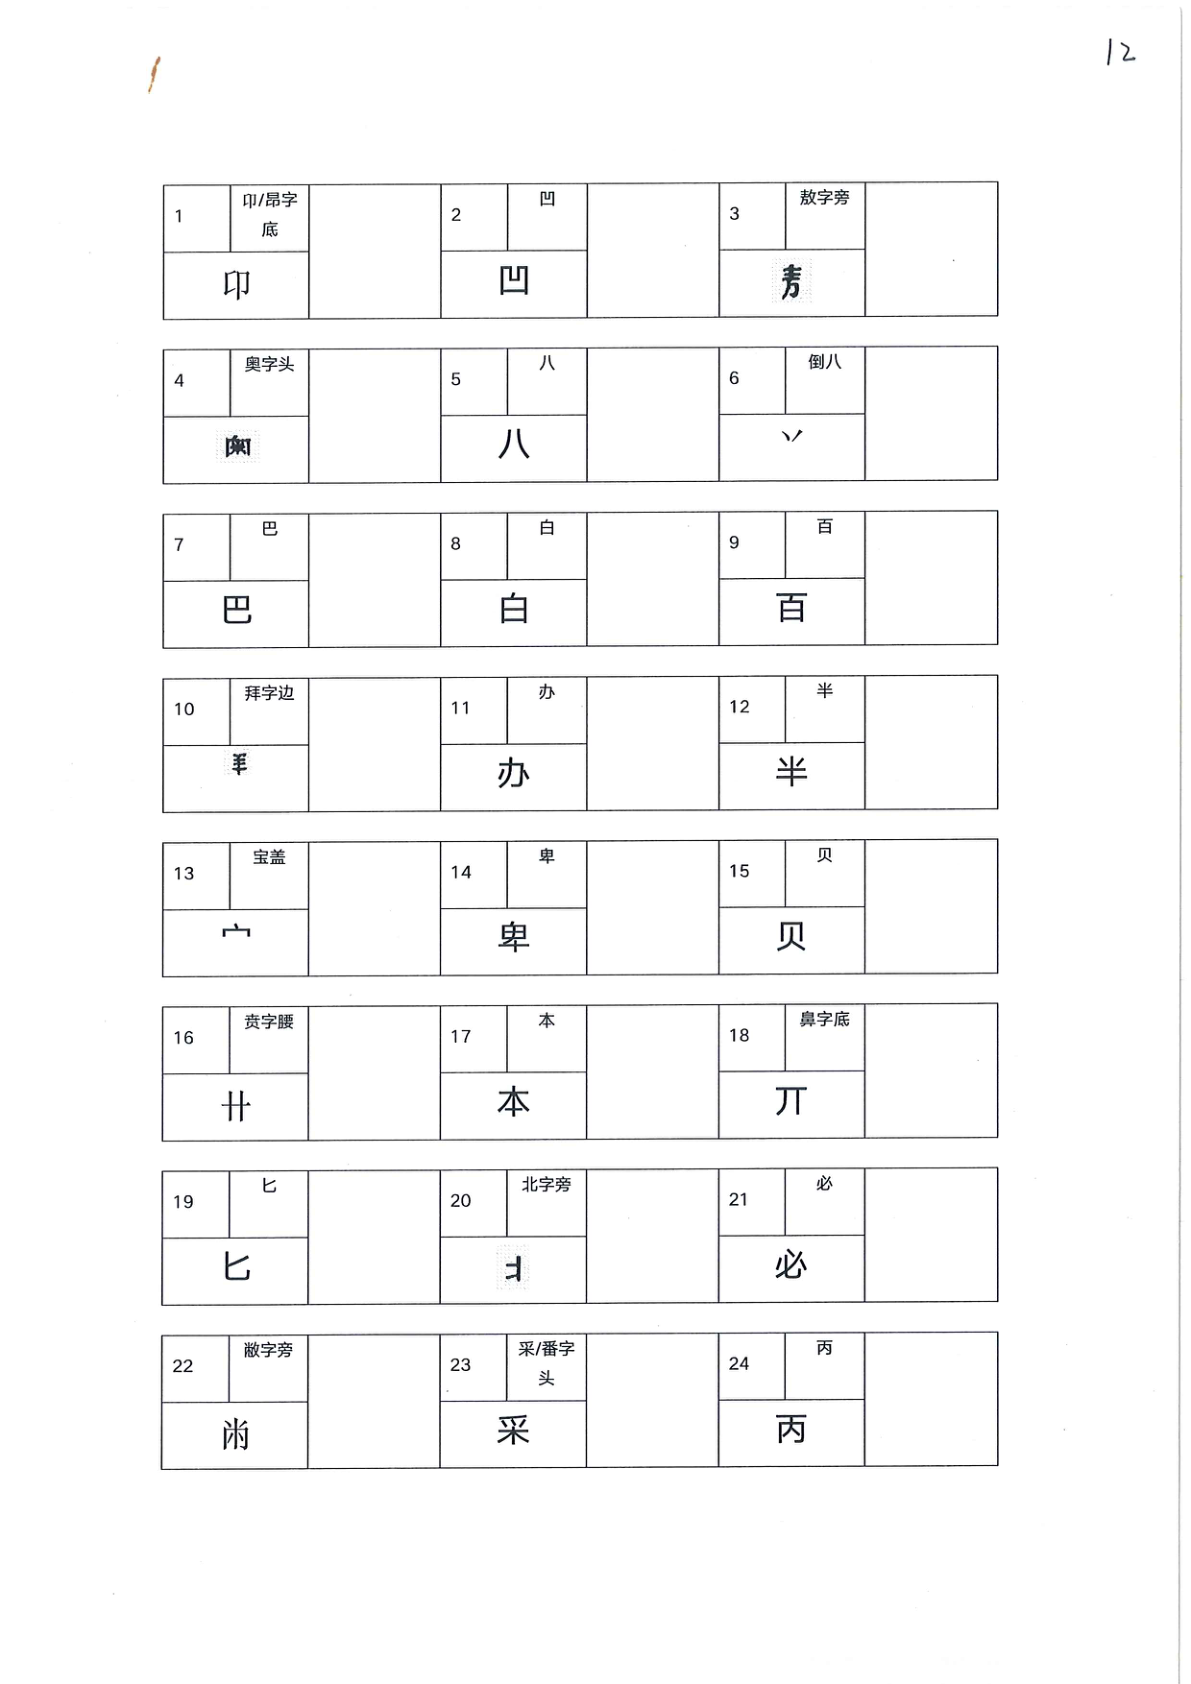 12
1 卬/昂字底 卬
2 凹 凹
3 敖字旁
4 奥字头
5 八 八
6 倒八 丷
7 巴 巴
8 白 白
9 百 百
10 拜字边 龵
11 办 办
12 半 半
13 宝盖 宀
14 卑 卑
15 贝 贝
16 贲字腰 卄
17 本 本
18 鼻字底 丌
19 匕 匕
20 北字旁
21 必 必
22 敝字旁 㡀
23 采/番字头 采
24 丙 丙